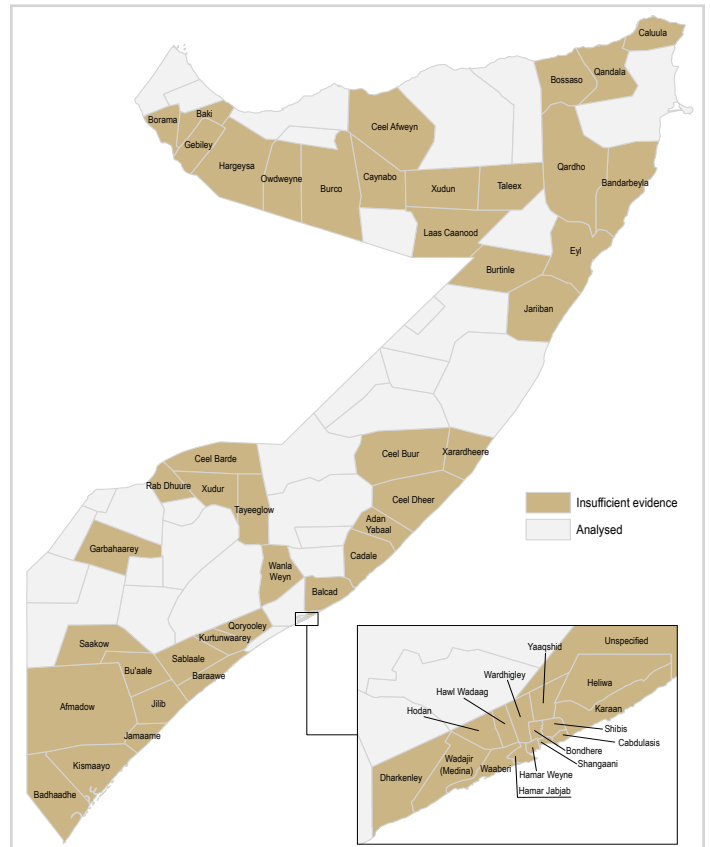 Caluula
Qandala
Bossaso
Baki
Borama
Ceel Afweyn
Gebiley
Hargeysa
Qardho
Owdweyne
Burco
Caynabo
Xudun
Taleex
Bandarbeyla
Laas Caanood
Eyl
Burtinle
Jariiban
Ceel Barde
Ceel Buur
Xarardheere
Rab Dhuure
Xudur
Tayeeglow
Ceel Dheer
Insufficient evidence
Adan
Yabaal
Analysed
Garbahaarey
Cadale
Wanla
Weyn
Balcad
Qoryooley
Kurtunwaarey
Saakow
Sablaale
Bu'aale
Baraawe
Afmadow
Jilib
Jamaame
Kismaayo
Badhaadhe
Unspecified
Yaaqshid
Wardhigley
Heliwa
Hawl Wadaag
Hodan
Karaan
Shibis
Cabdulasis
Bondhere
Shangaani
Wadajir
(Medina)
Waaberi
Dharkenley
Hamar Weyne
Hamar Jabjab